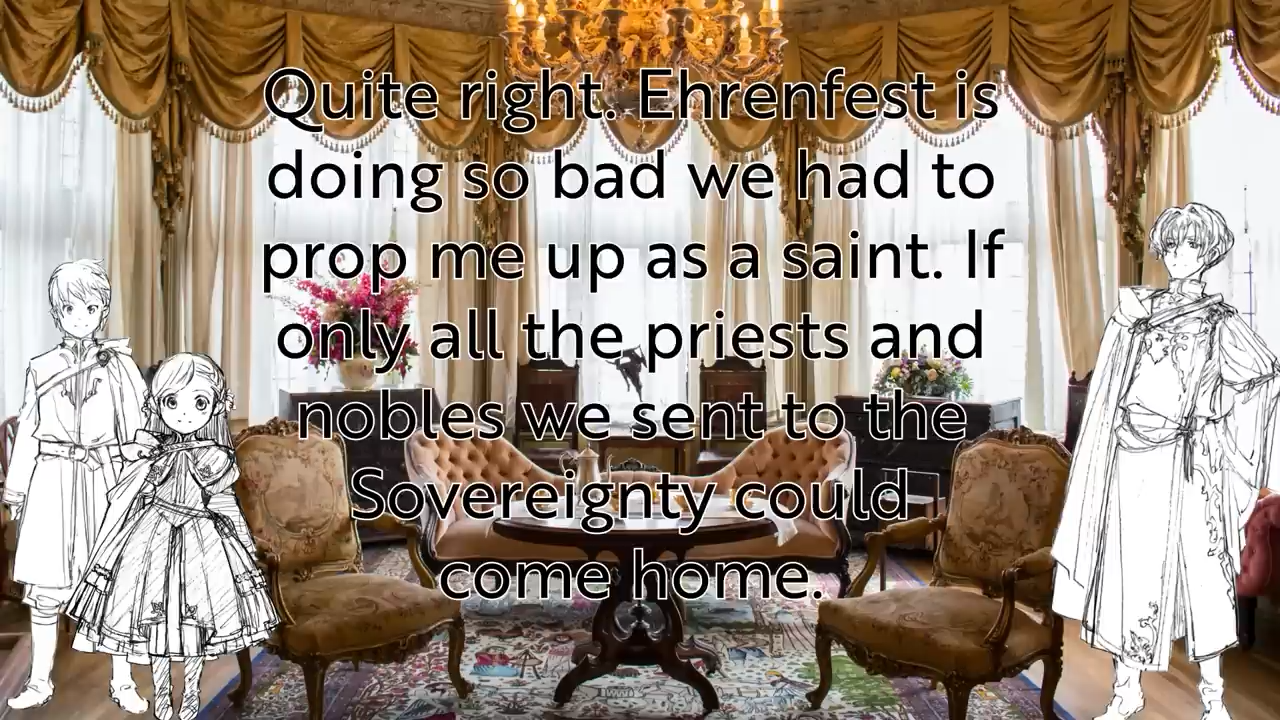 Quite right. Ehrenfest is
doing so bad we had to
prop me up as a saint. If
only all the priests and
nobles we sent to the
Sovereignty could
come home.